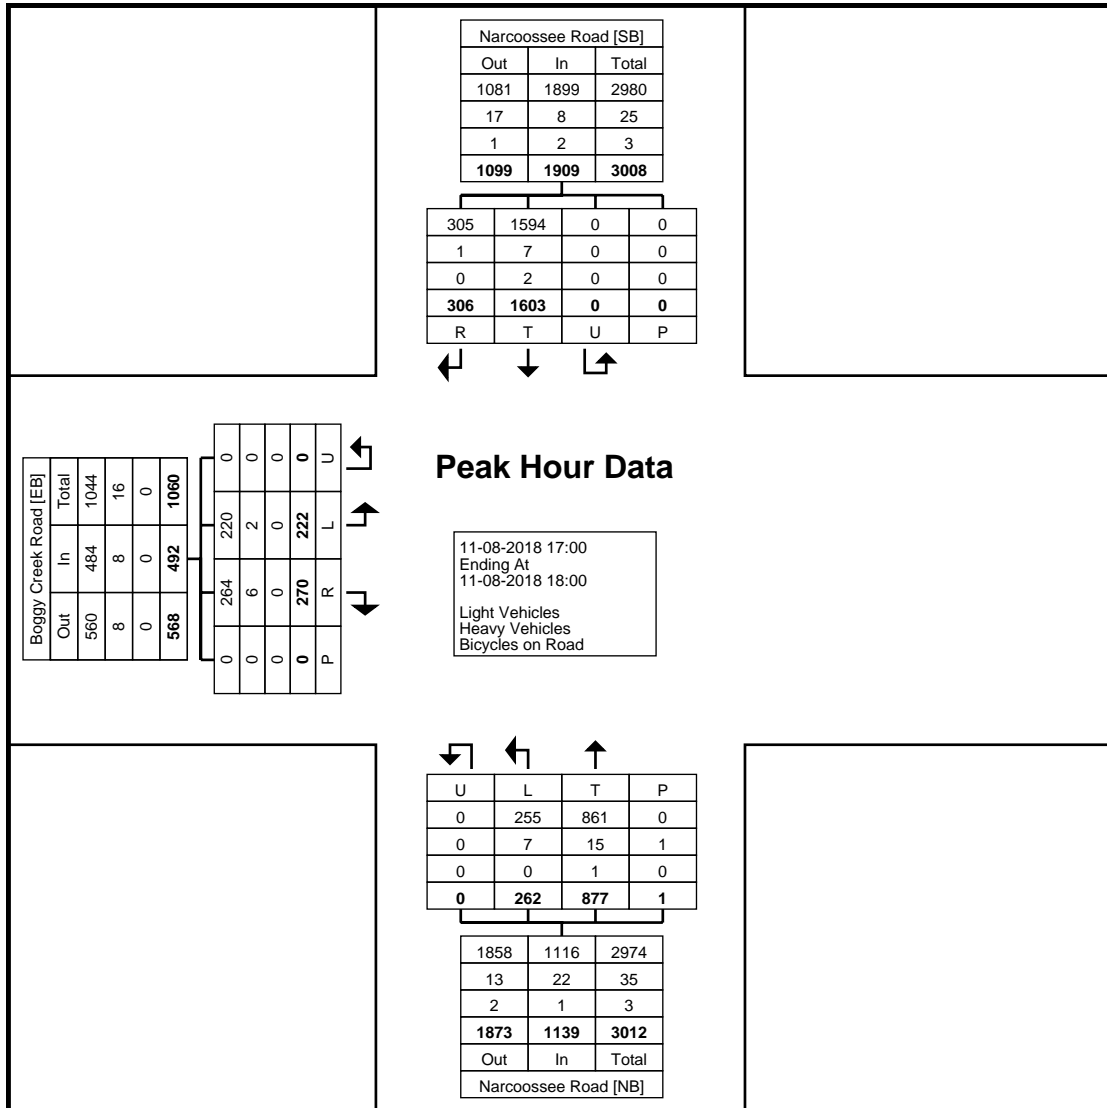 Narcoossee Road [SB]
Out In Total
1081 1899 2980
17 8 25
1 2 3
1099 1909 3008
305 1594 0 0
1 7 0 0
0 2 0 0
306 1603 0 0
R T U P
Boggy Creek Road [EB]
Out In Total
560 484 1044
8 8 16
0 0 0
568 492 1060
0 264 220 0
0 6 2 0
0 0 0 0
0 270 222 0
P R L U
Peak Hour Data
11-08-2018 17:00
Ending At
11-08-2018 18:00
Light Vehicles
Heavy Vehicles
Bicycles on Road
U L T P
0 255 861 0
0 7 15 1
0 0 1 0
0 262 877 1
1858 1116 2974
13 22 35
2 1 3
1873 1139 3012
Out In Total
Narcoossee Road [NB]